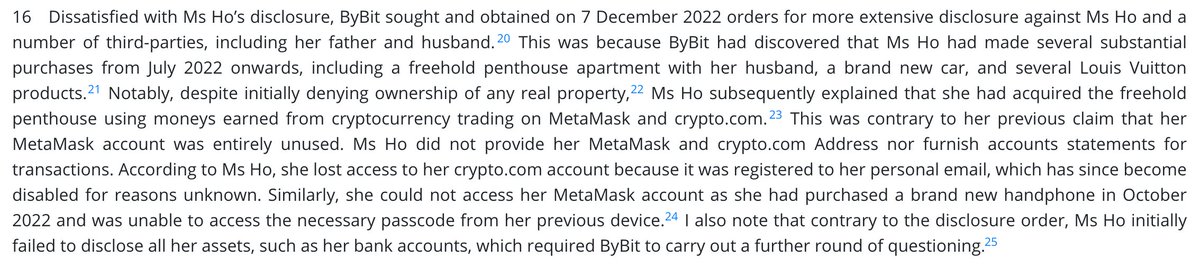 16 Dissatisfied with Ms Ho’s disclosure, ByBit sought and obtained on 7 December 2022 orders for more extensive disclosure against Ms Ho and a
number of third-parties, including her father and husband.20 This was because ByBit had discovered that Ms Ho had made several substantial
purchases from July 2022 onwards, including a freehold penthouse apartment with her husband, a brand new car, and several Louis Vuitton
products.21 Notably, despite initially denying ownership of any real property,22 Ms Ho subsequently explained that she had acquired the freehold
penthouse using moneys earned from cryptocurrency trading on MetaMask and crypto.com.23 This was contrary to her previous claim that her
MetaMask account was entirely unused. Ms Ho did not provide her MetaMask and crypto.com Address nor furnish accounts statements for
transactions. According to Ms Ho, she lost access to her crypto.com account because it was registered to her personal email, which has since become
disabled for reasons unknown. Similarly, she could not access her MetaMask account as she had purchased a brand new handphone in October
2022 and was unable to access the necessary passcode from her previous device.24 I also note that contrary to the disclosure order, Ms Ho initially
failed to disclose all her assets, such as her bank accounts, which required ByBit to carry out a further round of questioning.25